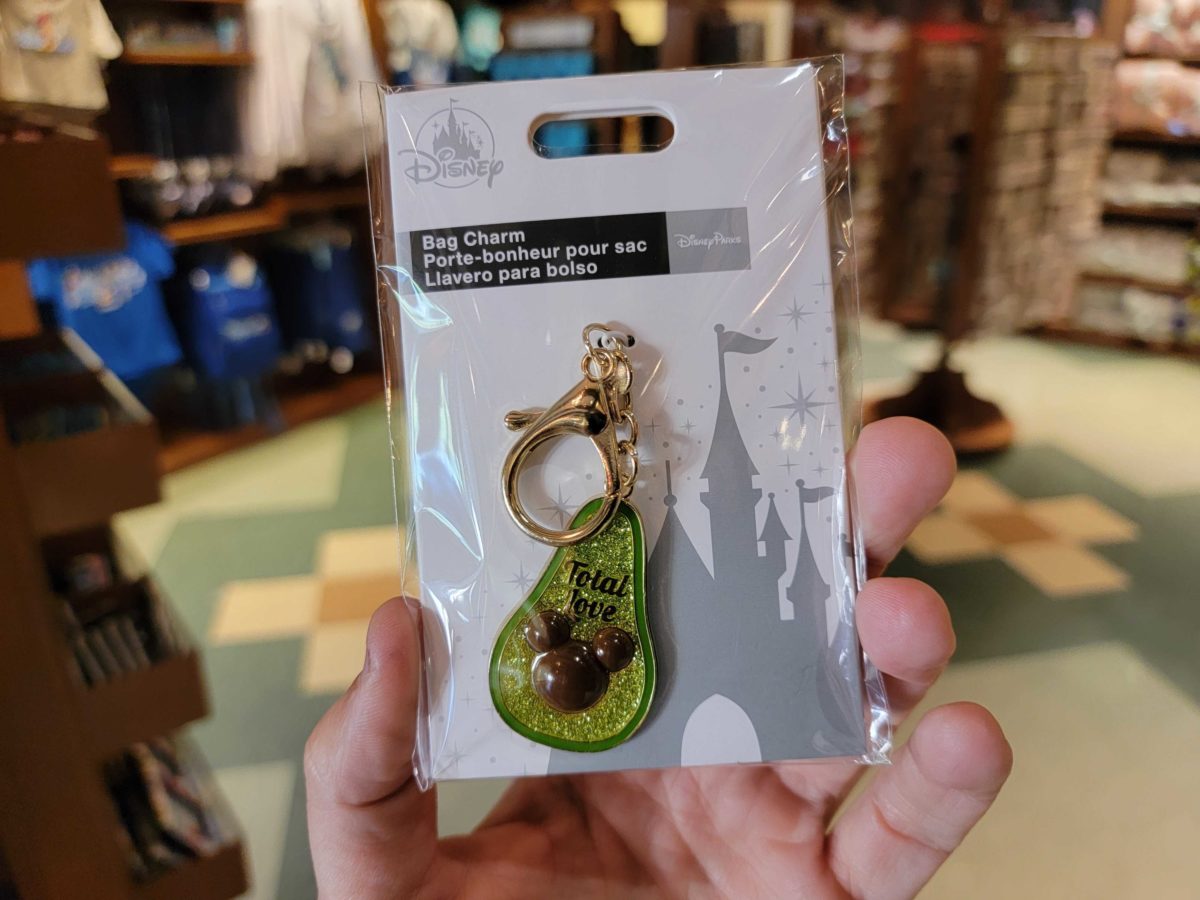 Disney
Bag Charm
Porte-bonheur pour sac
Llavero para bolso
Disney Parks
Total
love